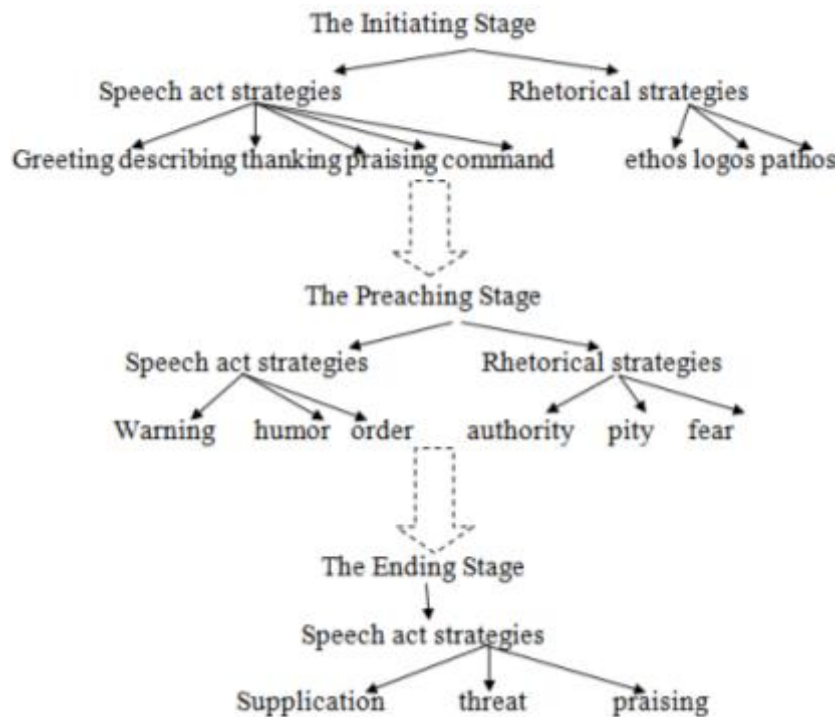 The Initiating Stage
Speech act strategies Rhetorical strategies
Greeting describing thanking praising command ethos logos pathos
The Preaching Stage
Speech act strategies Rhetorical strategies
Warning humor order authority pity fear
The Ending Stage
Speech act strategies
Supplication threat praising